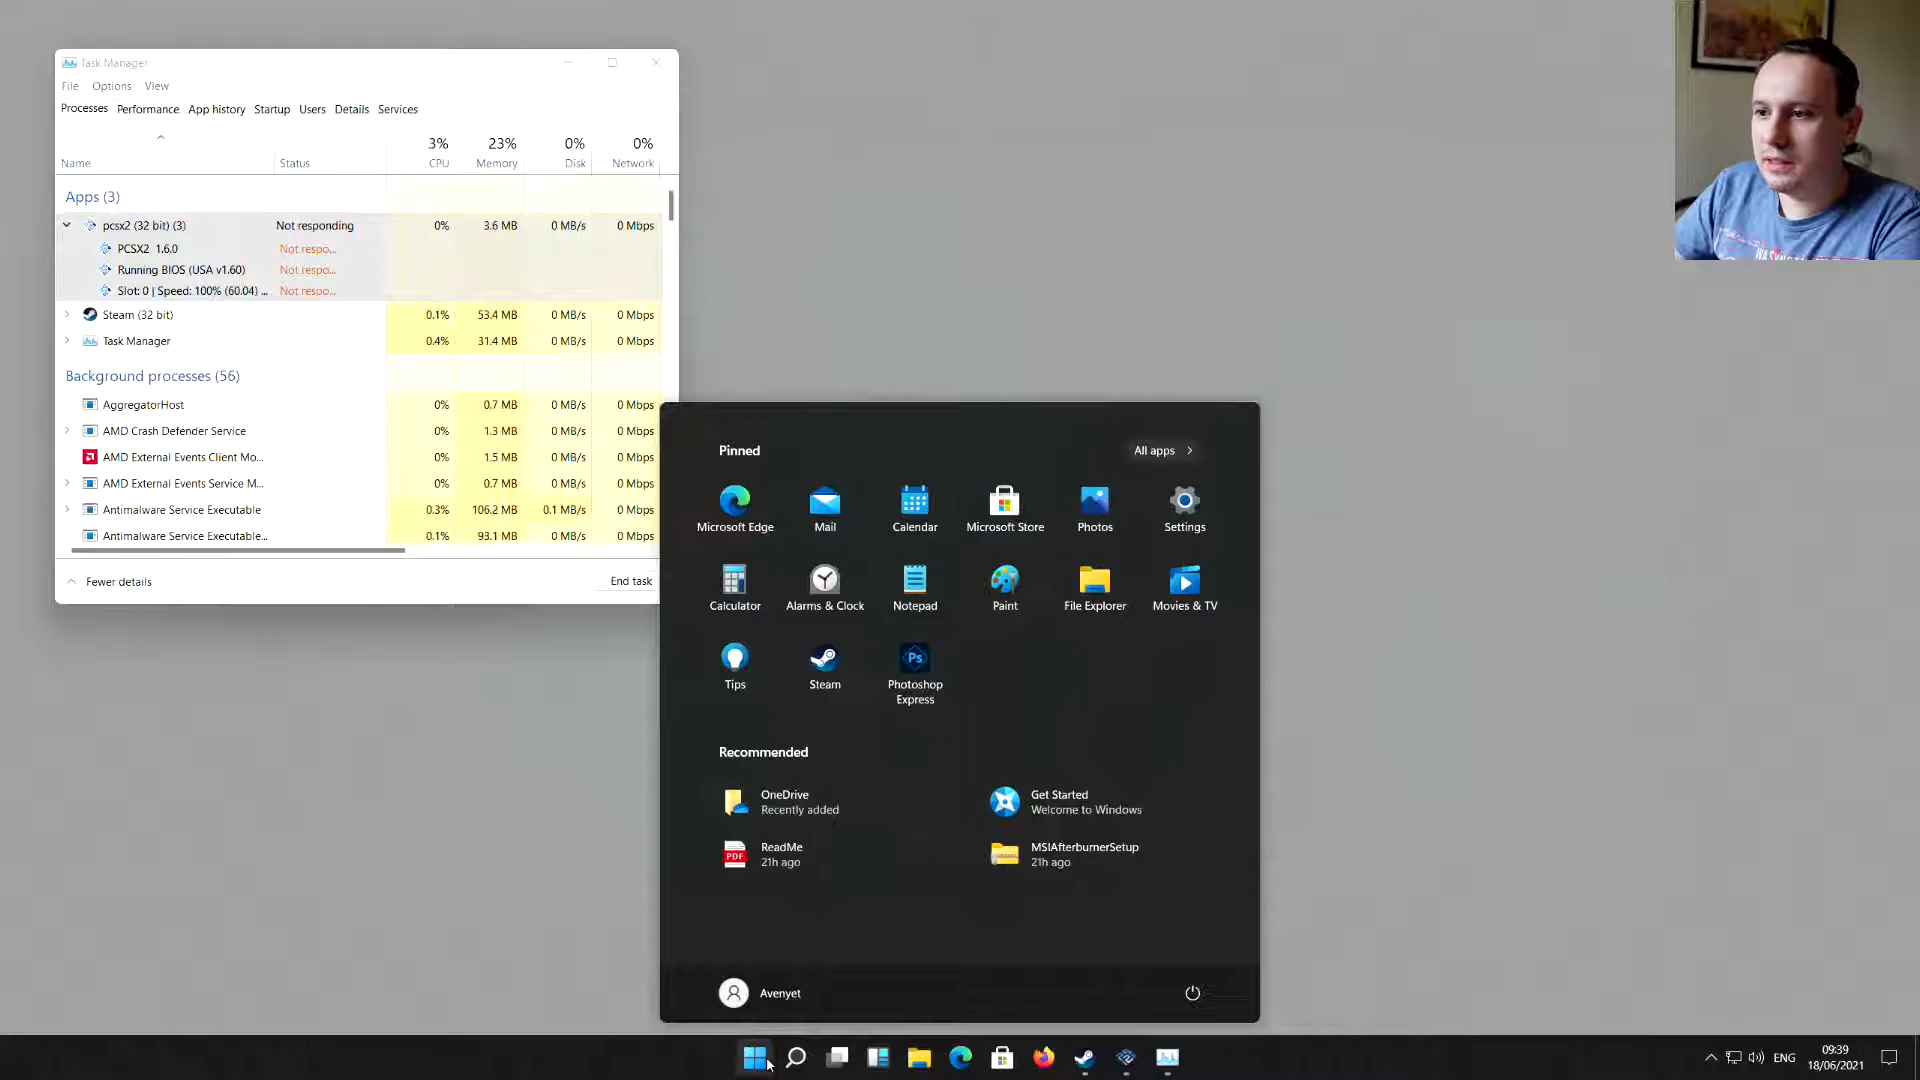 Task Manager
File Options View
Processes Performance App history Startup Users Details Services
3% 23% 0% 0%
Name Status CPU Memory Disk Network
Apps (3)
pcsx2 (32 bit) (3) Not responding 0% 3.6 MB 0 MB/s 0 Mbps
PCSX2 1.6.0 Not respo...
Running BIOS (USA v1.60) Not respo...
Slot: 0 | Speed: 100% (60.04) ... Not respo...
Steam (32 bit) 0.1% 53.4 MB 0 MB/s 0 Mbps
Task Manager 0.4% 31.4 MB 0 MB/s 0 Mbps
Background processes (56)
AggregatorHost 0% 0.7 MB 0 MB/s 0 Mbps
AMD Crash Defender Service 0% 1.3 MB 0 MB/s 0 Mbps
AMD External Events Client Mo... 0% 1.5 MB 0 MB/s 0 Mbps
AMD External Events Service M... 0% 0.7 MB 0 MB/s 0 Mbps
Antimalware Service Executable 0.3% 106.2 MB 0.1 MB/s 0 Mbps
Antimalware Service Executable... 0.1% 93.1 MB 0 MB/s 0 Mbps
Fewer details End task
Pinned All apps
Microsoft Edge Mail Calendar Microsoft Store Photos Settings
Calculator Alarms & Clock Notepad Paint File Explorer Movies & TV
Ps
Tips Steam Photoshop
Express
Recommended
OneDrive Get Started
Recently added Welcome to Windows
PDF
ReadMe MSIAfterburnerSetup
21h ago 21h ago
Avenyet
ENG 09:39
18/06/2021